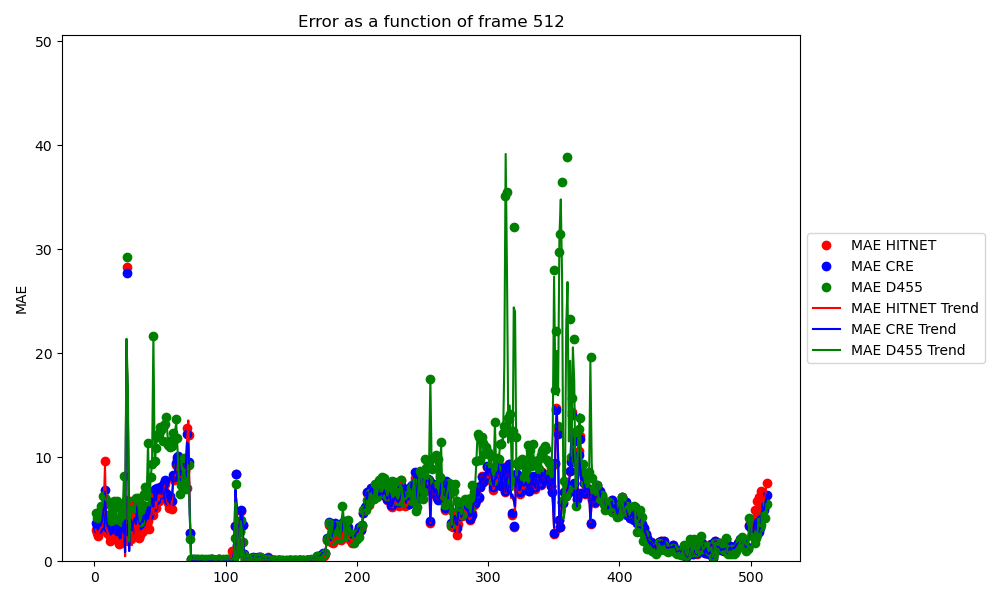 Error as a function of frame 512
MAE
50
40
30
20
10
0
0 100 200 300 400 500
MAE HITNET
MAE CRE
MAE D455
MAE HITNET Trend
MAE CRE Trend
MAE D455 Trend